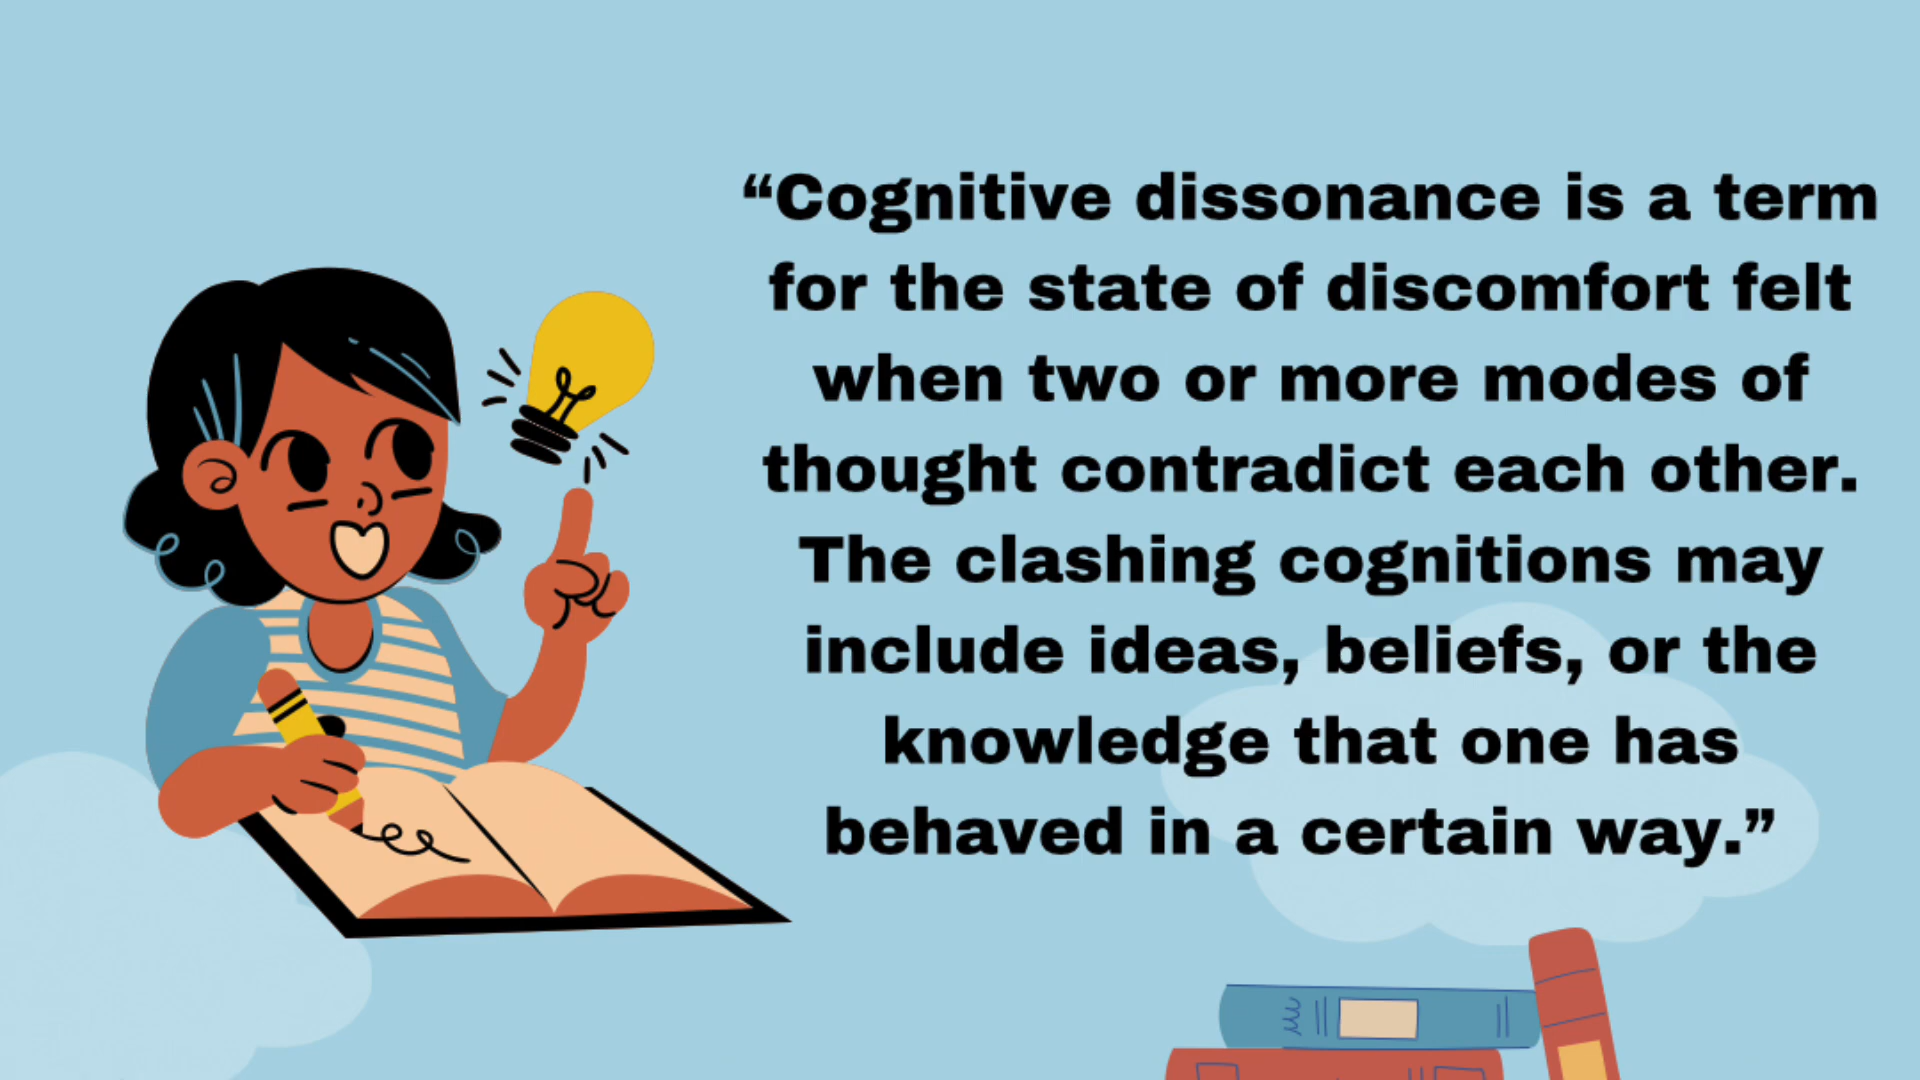 “Cognitive dissonance is a term
for the state of discomfort felt
when two or more modes of
thought contradict each other.
The clashing cognitions may
include ideas, beliefs, or the
knowledge that one has
behaved in a certain way.”